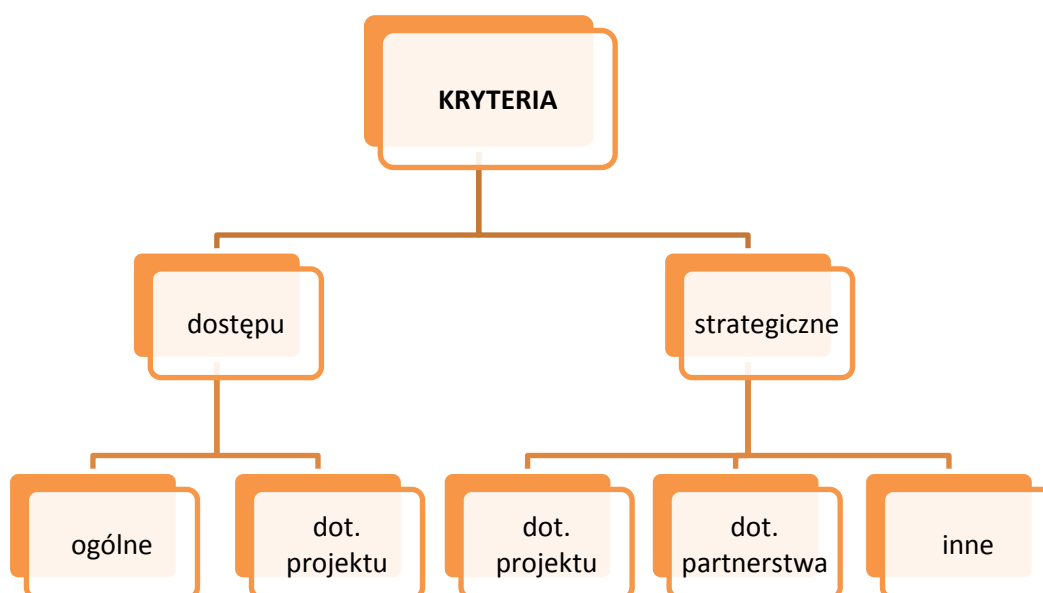 KRYTERIA
dostępu
strategiczne
ogólne
dot.
projektu
dot.
projektu
dot.
partnerstwa
inne